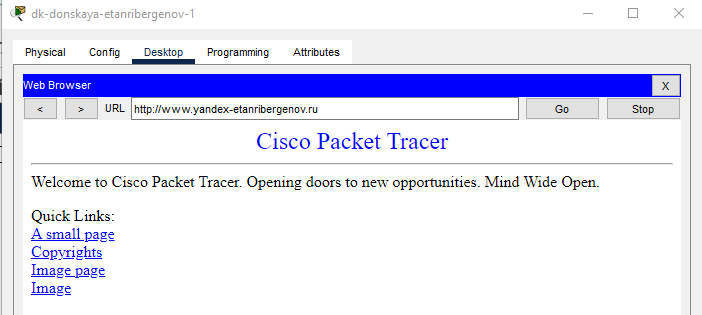 dk-donskaya-etanribergenov-1
Physical Config Desktop Programming Attributes
Web Browser X
< > URL http://www.yandex-etanribergenov.ru Go Stop
Cisco Packet Tracer
Welcome to Cisco Packet Tracer. Opening doors to new opportunities. Mind Wide Open.
Quick Links:
A small page
Copyrights
Image page
Image